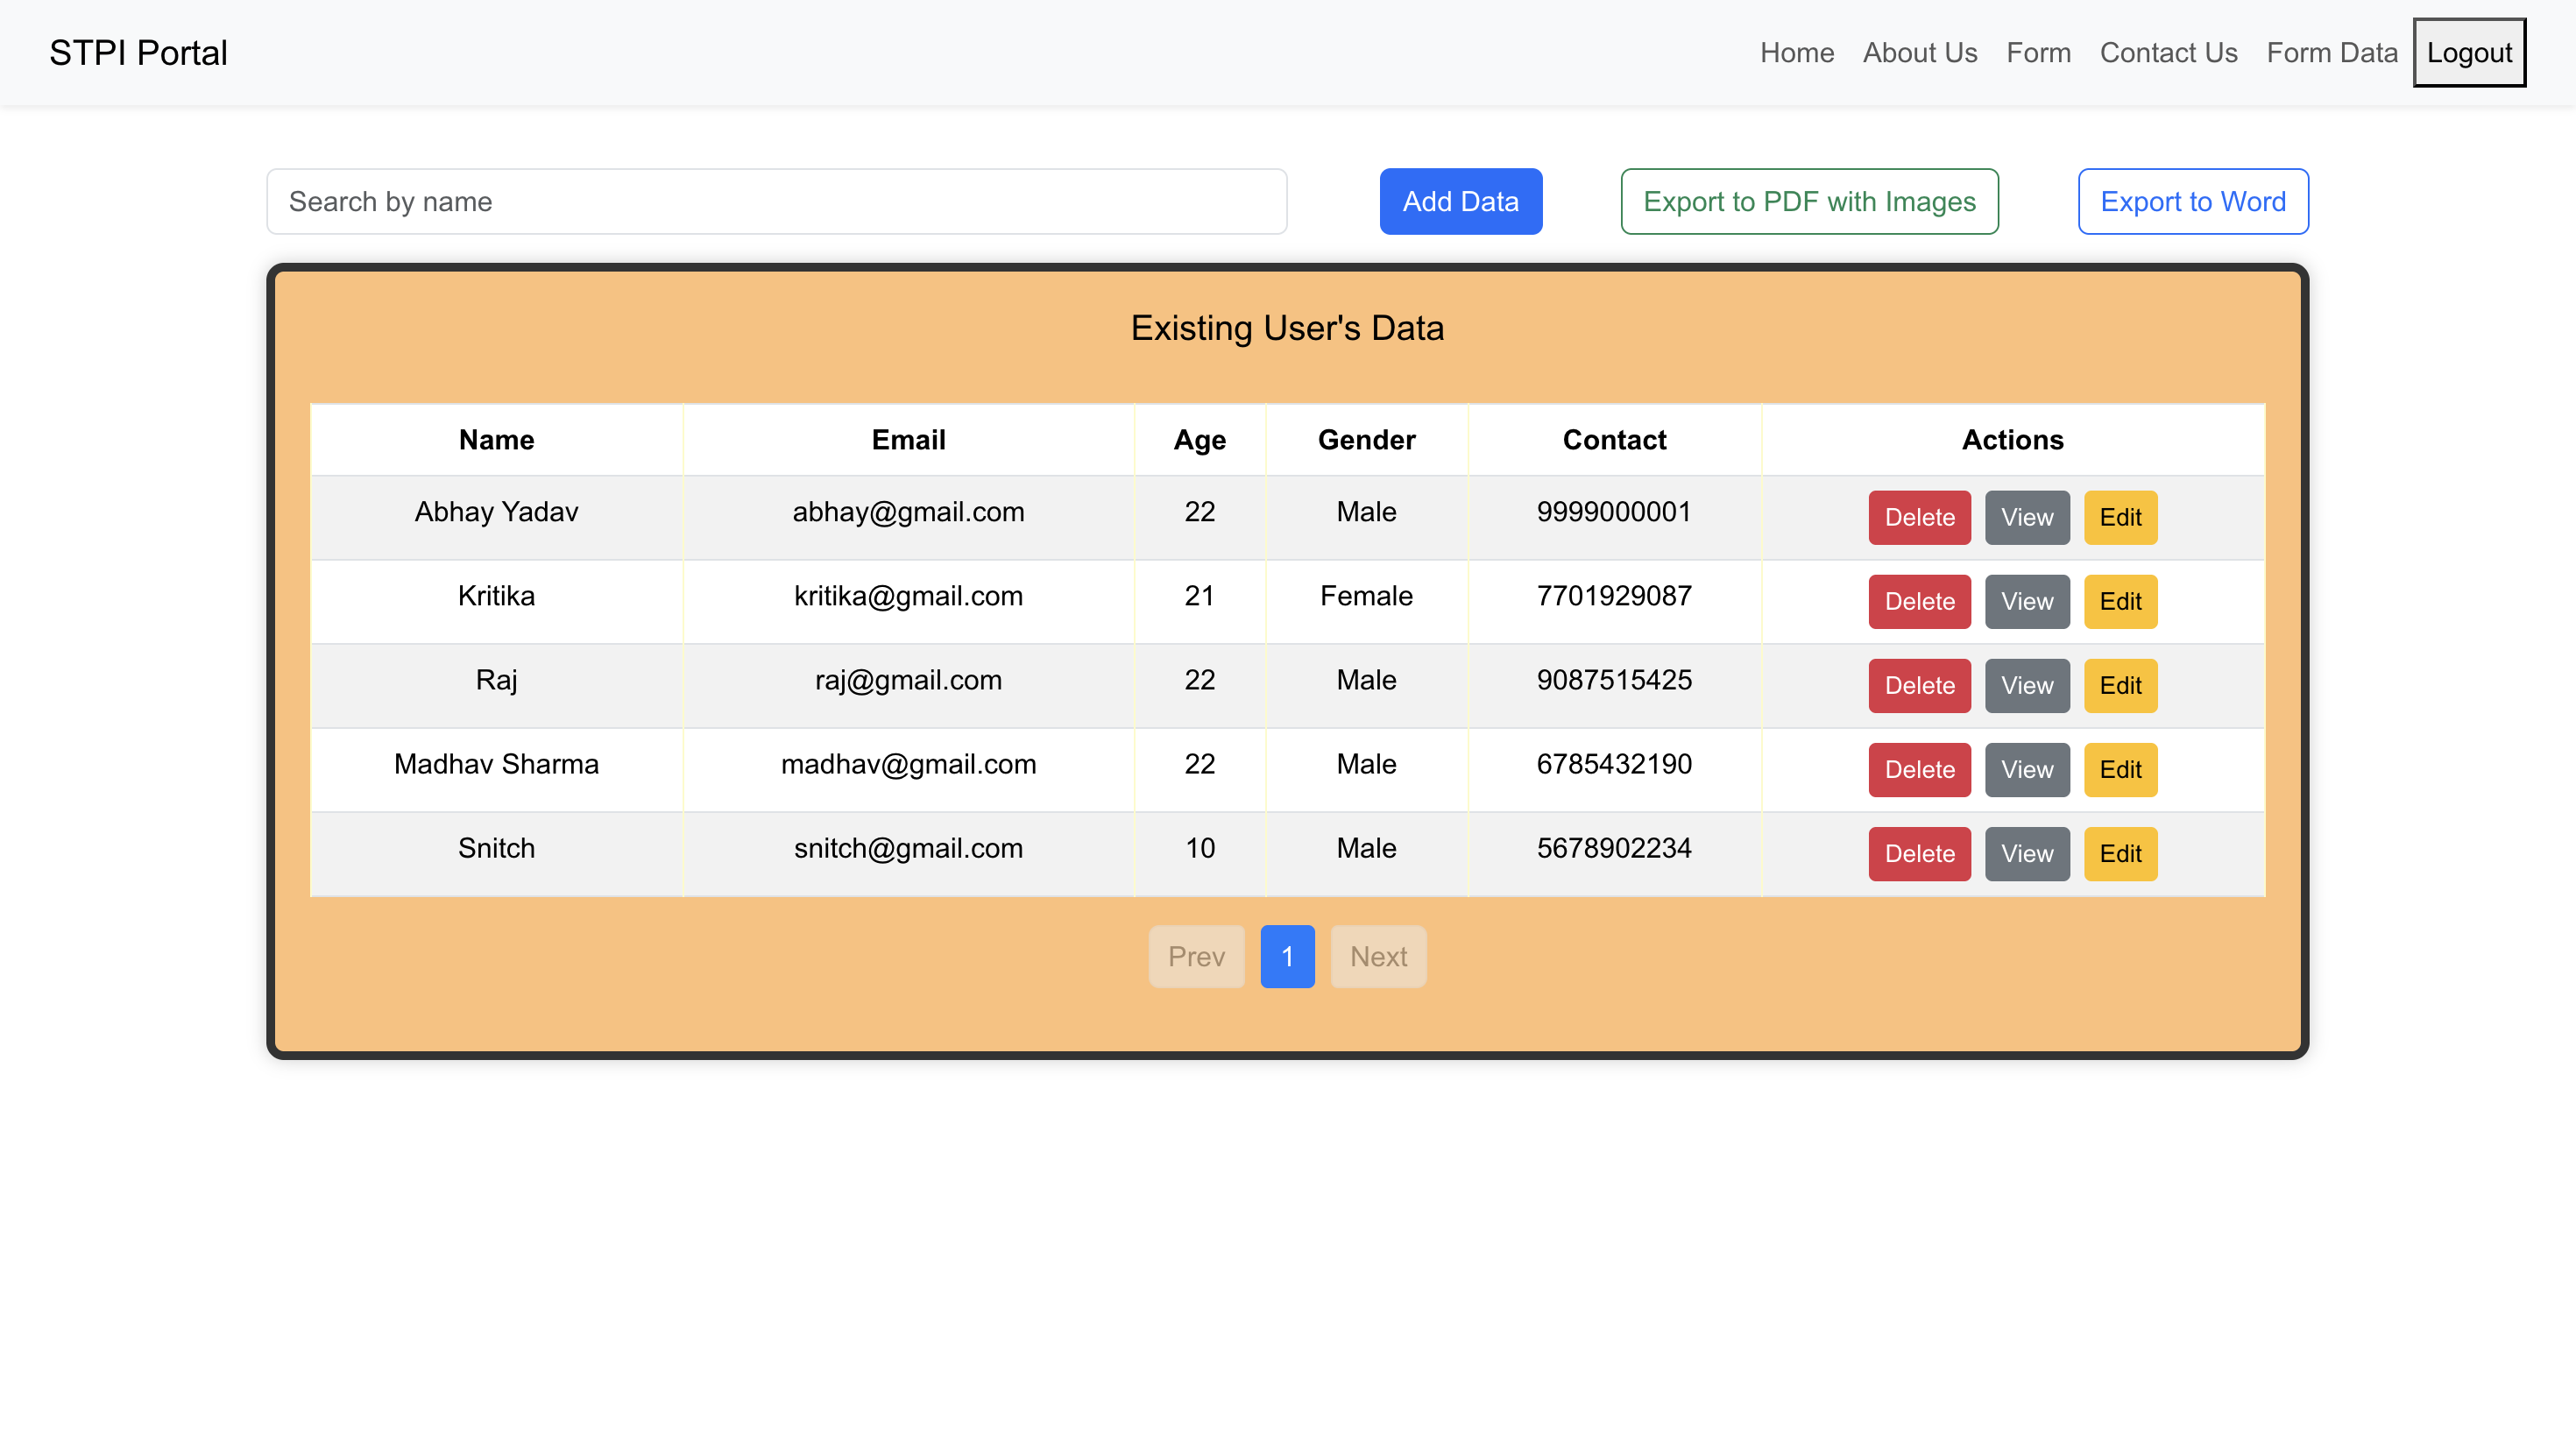 STPI Portal Home About Us Form Contact Us Form Data Logout
Search by name Add Data Export to PDF with Images Export to Word
Existing User's Data
Name Email Age Gender Contact Actions
Abhay Yadav abhay@gmail.com 22 Male 9999000001 Delete View Edit
Kritika kritika@gmail.com 21 Female 7701929087 Delete View Edit
Raj raj@gmail.com 22 Male 9087515425 Delete View Edit
Madhav Sharma madhav@gmail.com 22 Male 6785432190 Delete View Edit
Snitch snitch@gmail.com 10 Male 5678902234 Delete View Edit
Prev 1 Next